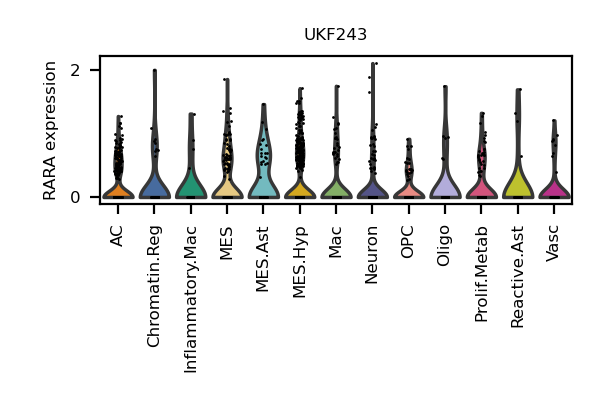 UKF243
RARA expression
2
0
AC
Chromatin.Reg
Inflammatory.Mac
MES
MES.Ast
MES.Hyp
Mac
Neuron
OPC
Oligo
Prolif.Metab
Reactive.Ast
Vasc